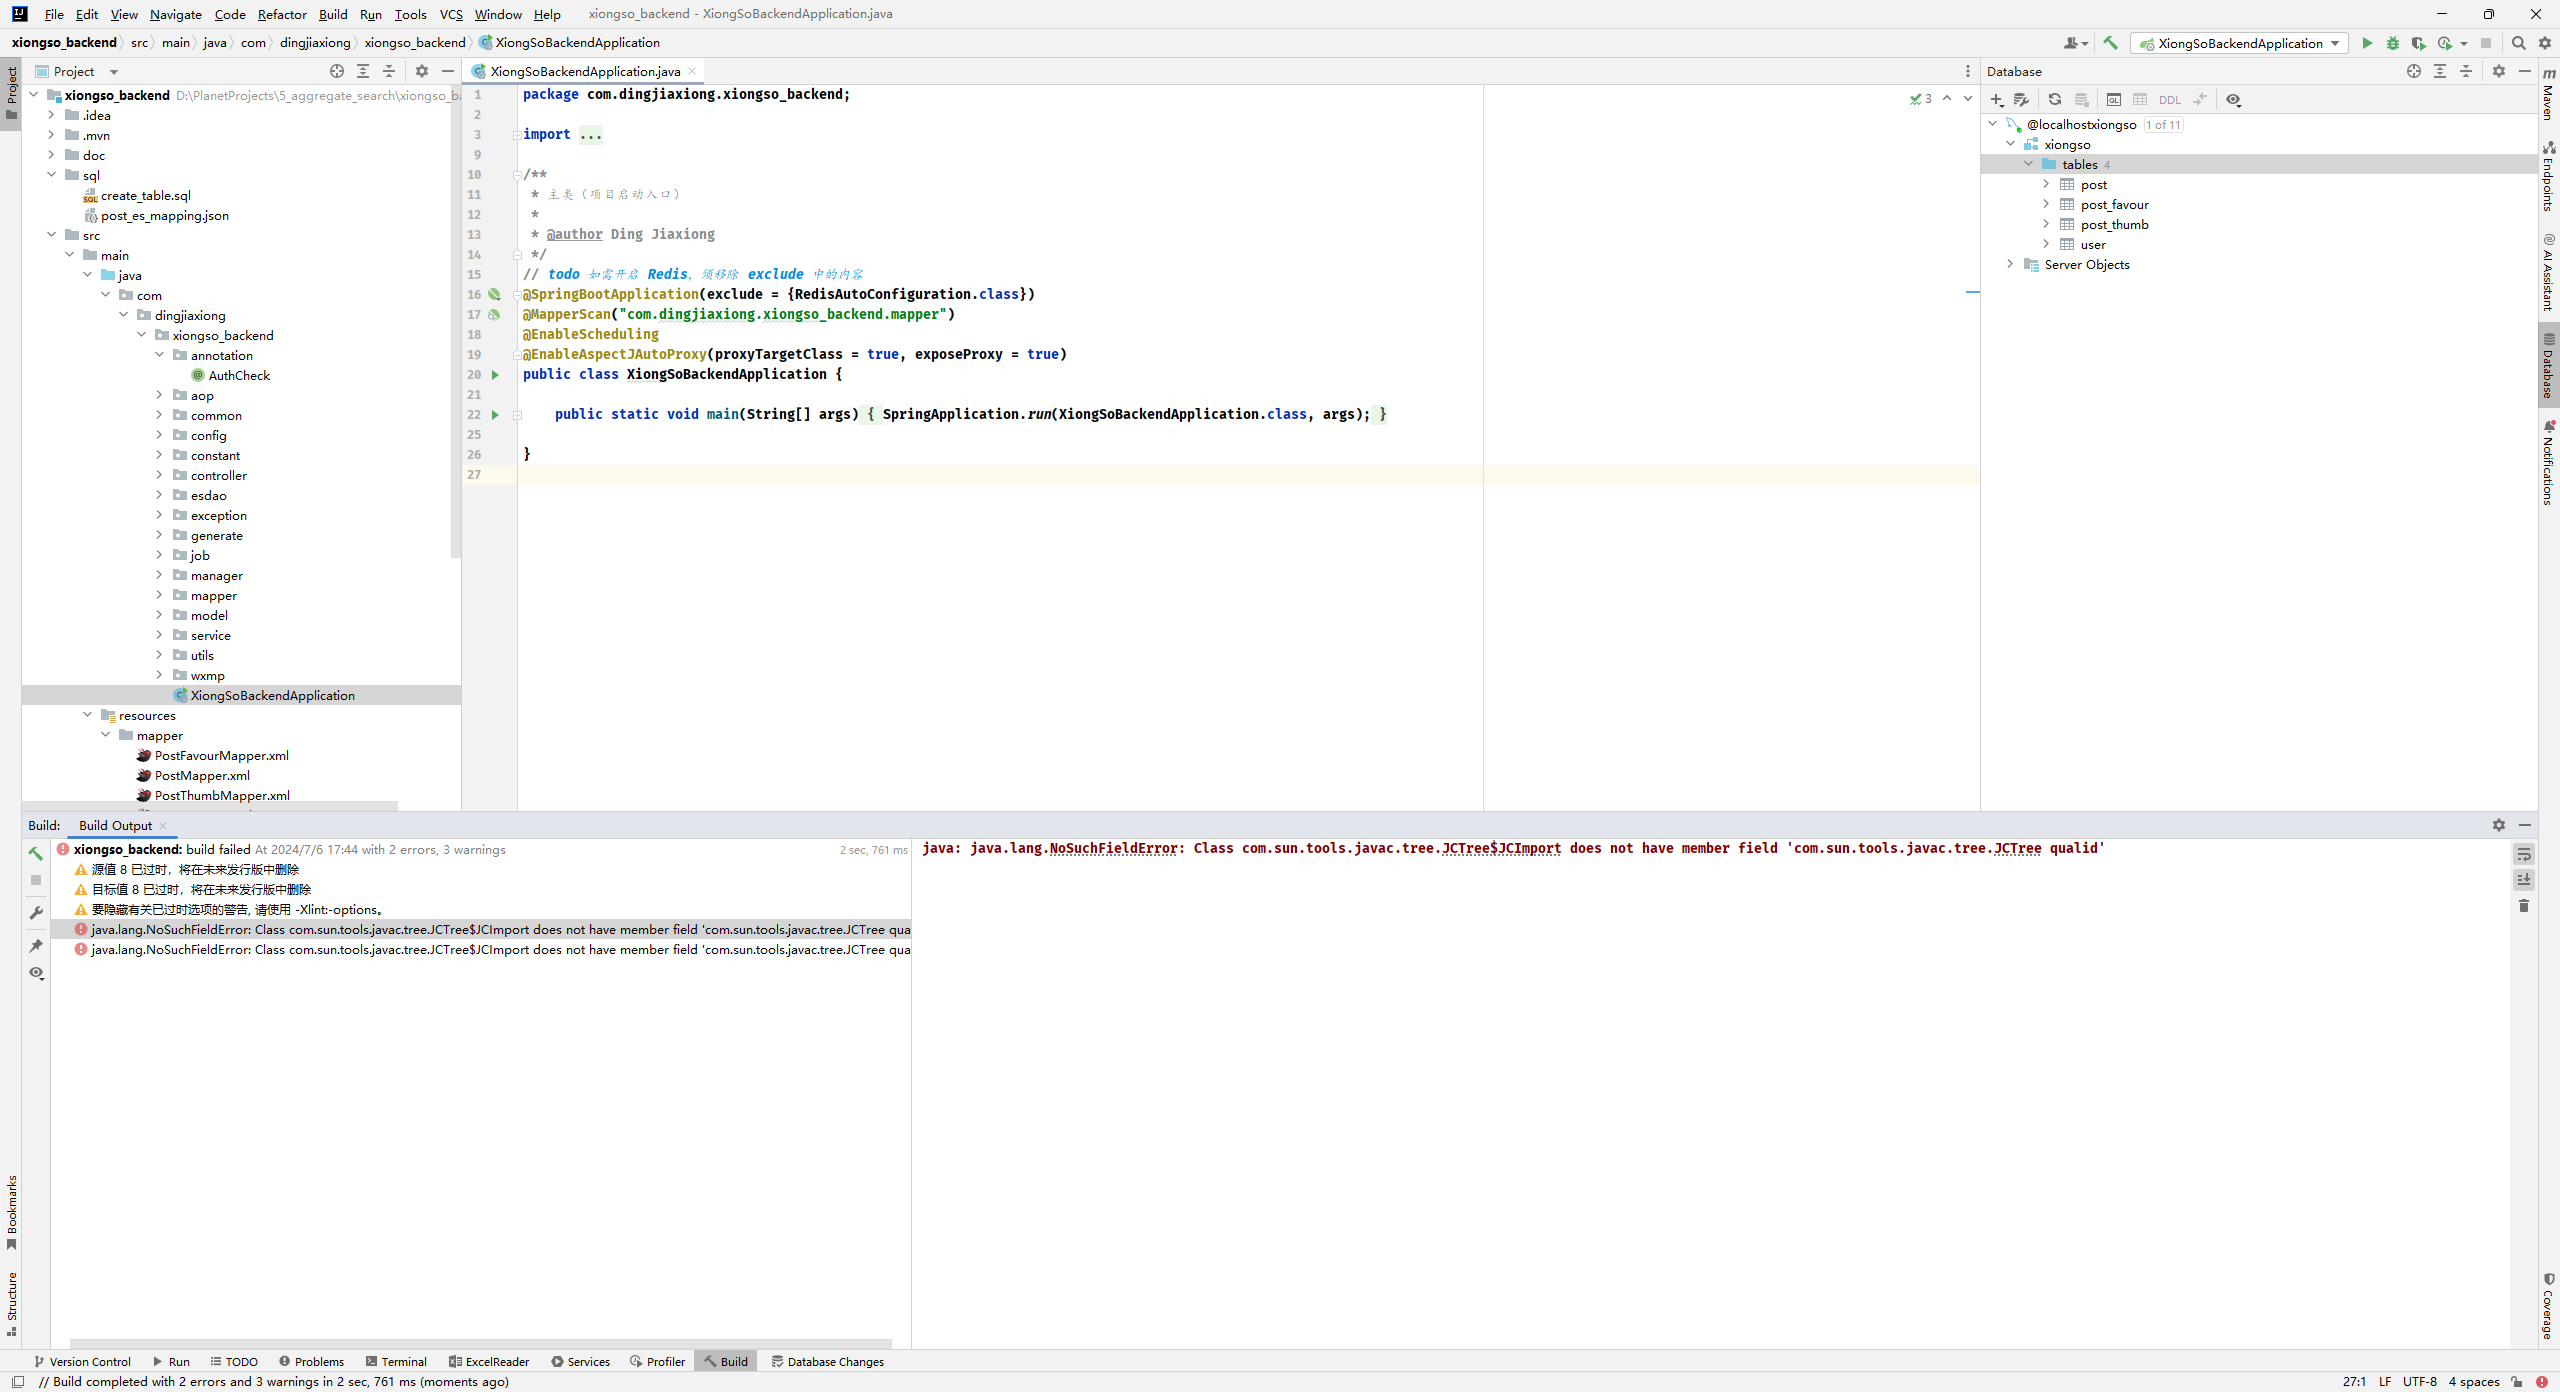 File Edit View Navigate Code Refactor Build Run Tools VCS Window Help xiongso_backend - XiongSoBackendApplication.java
xiongso_backend src main java com dingjiaxiong xiongso_backend XiongSoBackendApplication
XiongSoBackendApplication
Project
Project
xiongso_backend D:\PlanetProjects\5_aggregate_search\xiongso_ba
.idea
.mvn
doc
sql
create_table.sql
post_es_mapping.json
src
main
java
com
dingjiaxiong
xiongso_backend
annotation
AuthCheck
aop
common
config
constant
controller
esdao
exception
generate
job
manager
mapper
model
service
utils
wxmp
XiongSoBackendApplication
resources
mapper
PostFavourMapper.xml
PostMapper.xml
PostThumbMapper.xml
XiongSoBackendApplication.java
3
1 package com.dingjiaxiong.xiongso_backend;
2
3 import ...
9
10 /**
11 * 主类（项目启动入口）
12 *
13 * @author Ding Jiaxiong
14 */
15 // todo 如需开启 Redis，须移除 exclude 中的内容
16 @SpringBootApplication(exclude = {RedisAutoConfiguration.class})
17 @MapperScan("com.dingjiaxiong.xiongso_backend.mapper")
18 @EnableScheduling
19 @EnableAspectJAutoProxy(proxyTargetClass = true, exposeProxy = true)
20 public class XiongSoBackendApplication {
21
22 public static void main(String[] args) { SpringApplication.run(XiongSoBackendApplication.class, args); }
25
26 }
27
Database
DDL
@localhostxiongso 1 of 11
xiongso
tables 4
post
post_favour
post_thumb
user
Server Objects
Maven
Endpoints
AI Assistant
Database
Notifications
Coverage
Bookmarks
Structure
Build: Build Output
xiongso_backend: build failed At 2024/7/6 17:44 with 2 errors, 3 warnings 2 sec, 761 ms
源值 8 已过时，将在未来发行版中删除
目标值 8 已过时，将在未来发行版中删除
要隐藏有关已过时选项的警告, 请使用 -Xlint:-options。
java.lang.NoSuchFieldError: Class com.sun.tools.javac.tree.JCTree$JCImport does not have member field 'com.sun.tools.javac.tree.JCTree qua
java.lang.NoSuchFieldError: Class com.sun.tools.javac.tree.JCTree$JCImport does not have member field 'com.sun.tools.javac.tree.JCTree qua
java: java.lang.NoSuchFieldError: Class com.sun.tools.javac.tree.JCTree$JCImport does not have member field 'com.sun.tools.javac.tree.JCTree qualid'
Version Control Run TODO Problems Terminal ExcelReader Services Profiler Build Database Changes
// Build completed with 2 errors and 3 warnings in 2 sec, 761 ms (moments ago) 27:1 LF UTF-8 4 spaces